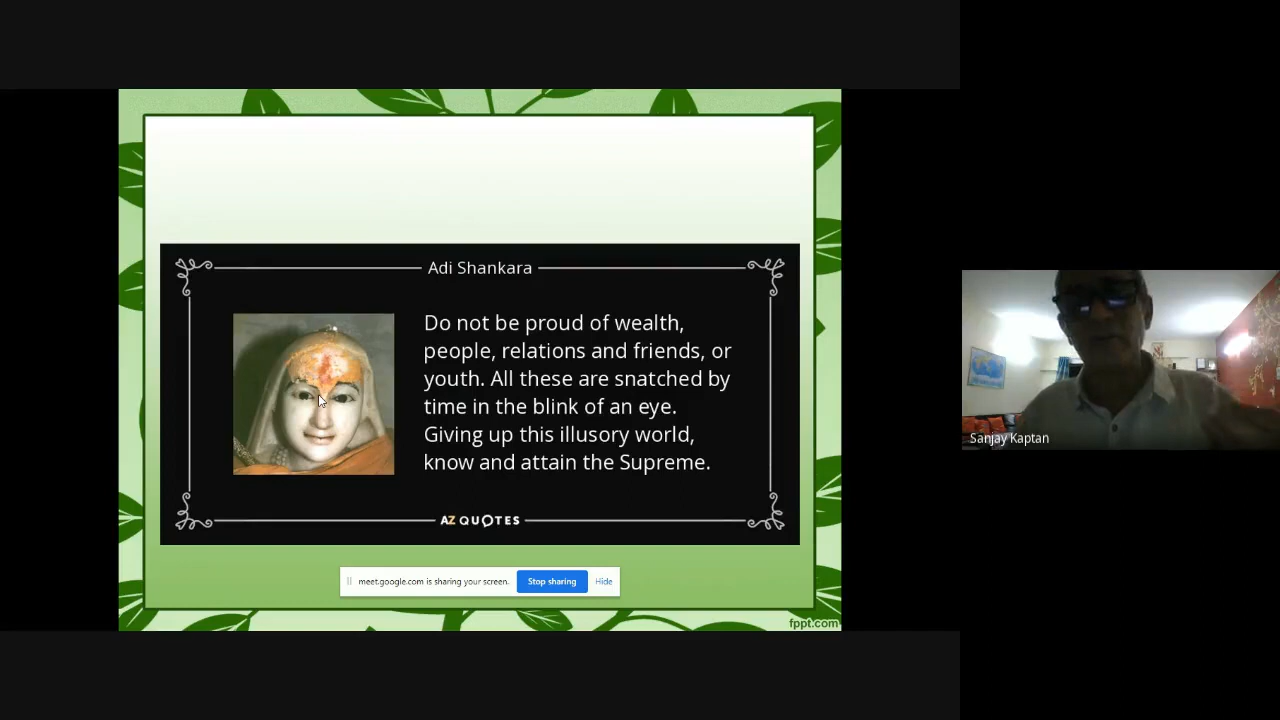 Adi Shankara
Do not be proud of wealth,
people, relations and friends, or
youth. All these are snatched by
time in the blink of an eye.
Giving up this illusory world,
know and attain the Supreme.
AZ QUOTES
meet.google.com is sharing your screen.
Stop sharing
Hide
fppt.com
Sanjay Kaptan